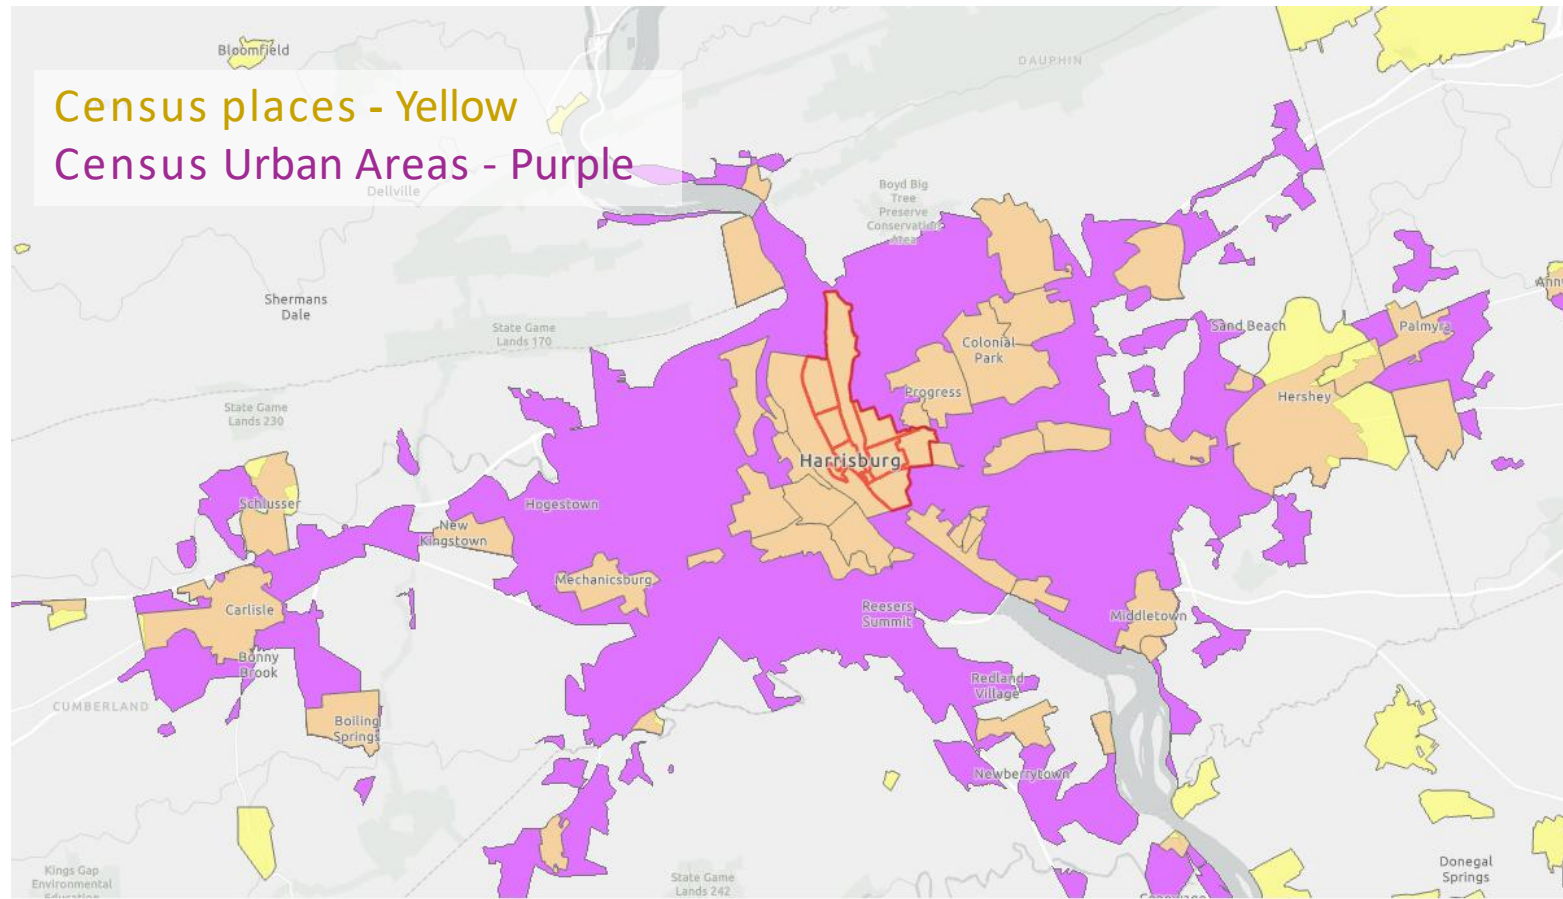 Bloomfield
DAUPHIN
Census places - Yellow
Census Urban Areas - Purple
Dellville
Boyd Big
Tree
Preserve
Conservation
Area
Shermans
Dale
State Game
Lands 170
Sand Beach
Palmyra
Colonial
Park
Progress
Hershey
State Game
Lands 230
Harrisburg
Schlusser
Hogestown
New
Kingstown
Mechanicsburg
Carlisle
Reesers
Summit
Middletown
Bonny
Brook
CUMBERLAND
Redland
Village
Boiling
Springs
Newberrytown
Kings Gap
Environmental
State Game
Lands 242
Donegal
Springs